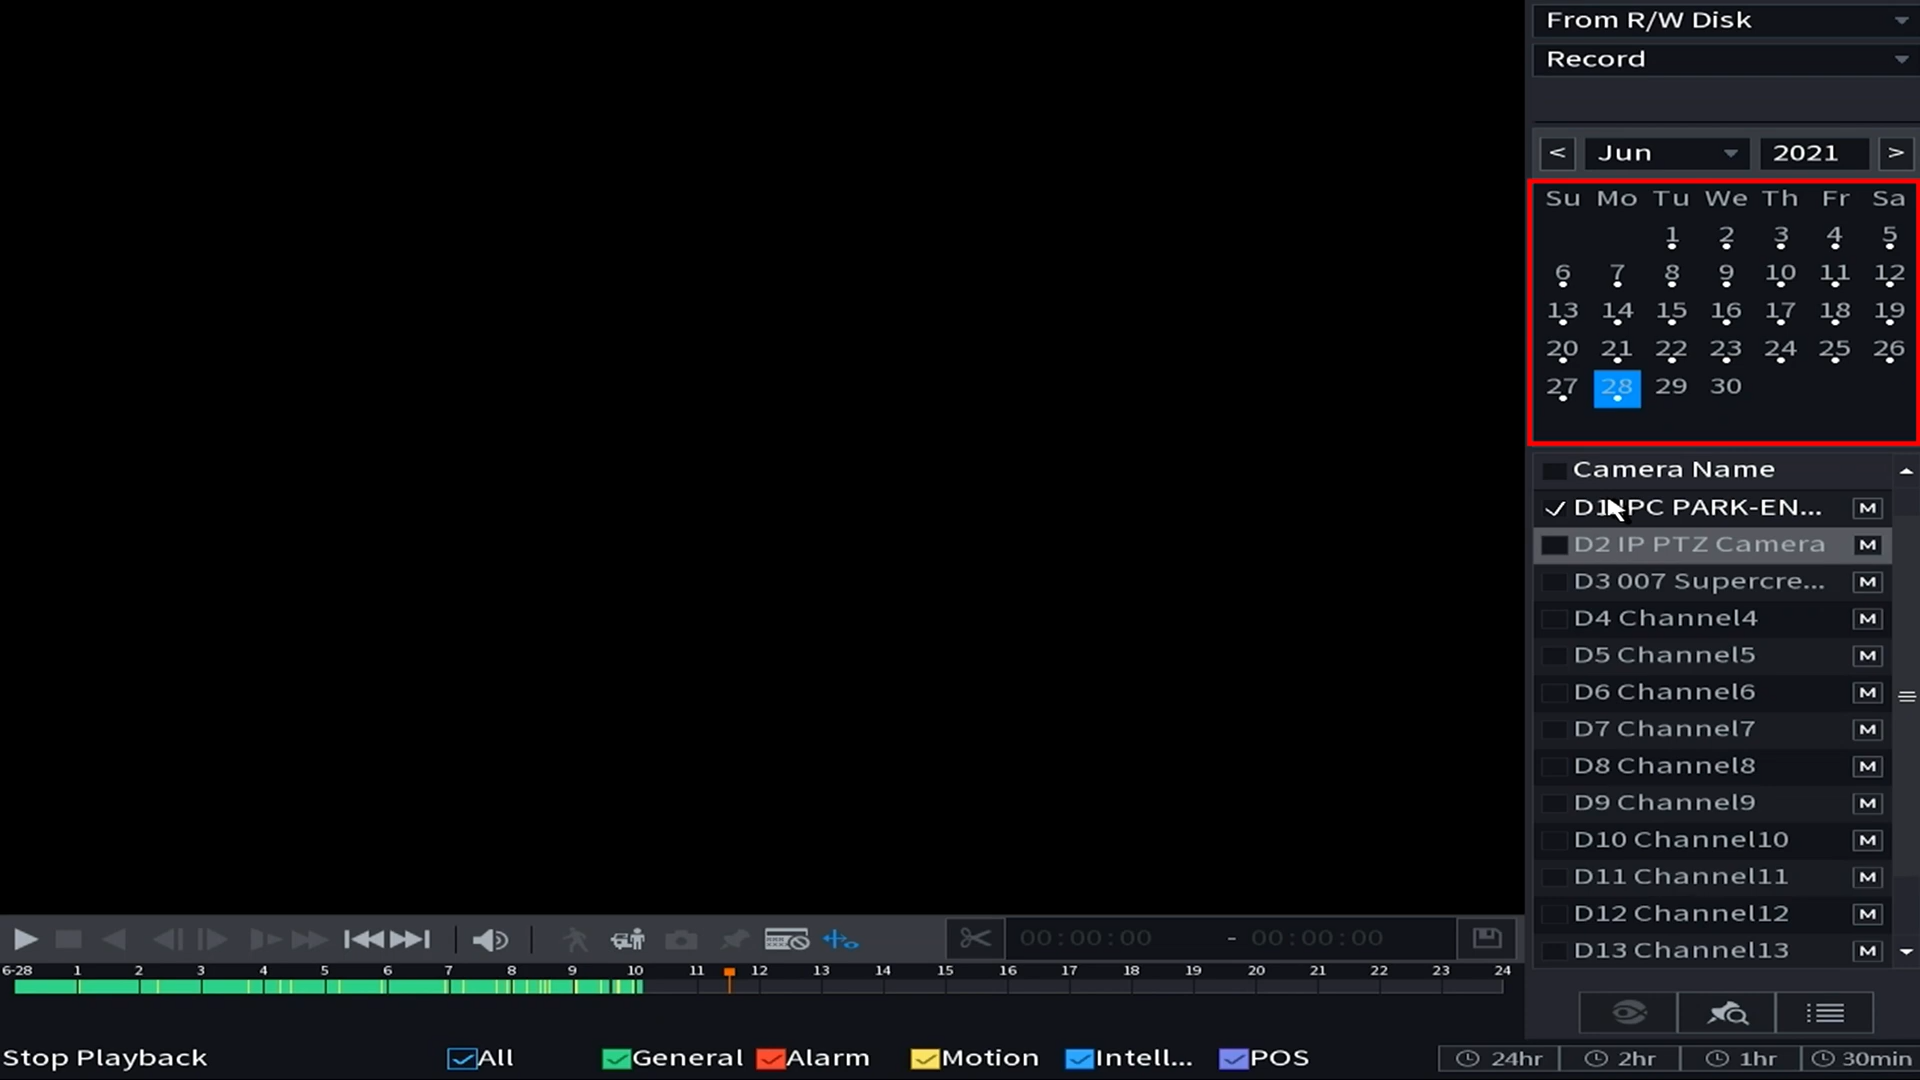 From R/W Disk
Record
< Jun 2021 >
Su Mo Tu We Th Fr Sa
1 2 3 4 5
6 7 8 9 10 11 12
13 14 15 16 17 18 19
20 21 22 23 24 25 26
27 28 29 30
Camera Name
PARK-EN... M
D2 IP PTZ Camera M
D3 007 Supercre... M
D4 Channel4 M
D5 Channel5 M
D6 Channel6 M
D7 Channel7 M
D8 Channel8 M
D9 Channel9 M
D10 Channel10 M
D11 Channel11 M
D12 Channel12 M
D13 Channel13 M
00:00:00 - 00:00:00
6-28 1 2 3 4 5 6 7 8 9 10 11 12 13 14 15 16 17 18 19 20 21 22 23 24
Stop Playback All General Alarm Motion Intell... POS 24hr 2hr 1hr 30min